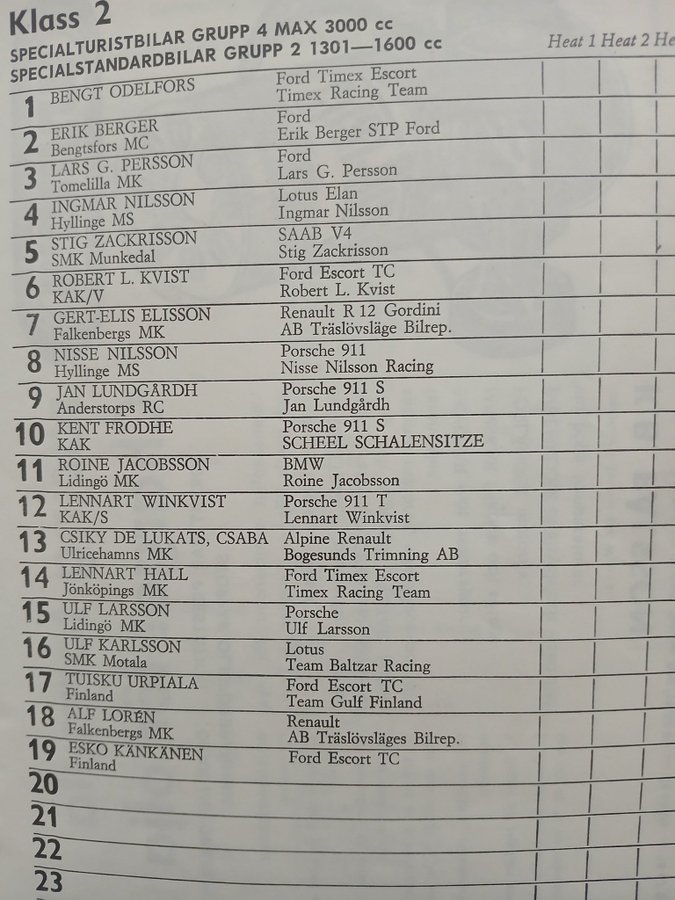 Klass 2
SPECIALTURISTBILAR GRUPP 4 MAX 3000 cc
SPECIALSTANDARDBILAR GRUPP 2 1301—1600 cc
Heat 1 Heat 2 He
1 BENGT ODELFORS Ford Timex Escort
Timex Racing Team
2 ERIK BERGER Ford
Bengtsfors MC Erik Berger STP Ford
3 LARS G. PERSSON Ford
Tomelilla MK Lars G. Persson
4 INGMAR NILSSON Lotus Elan
Hyllinge MS Ingmar Nilsson
5 STIG ZACKRISSON SAAB V4
SMK Munkedal Stig Zackrisson
6 ROBERT L. KVIST Ford Escort TC
KAK/V Robert L. Kvist
7 GERT-ELIS ELISSON Renault R 12 Gordini
Falkenbergs MK AB Träslövsläge Bilrep.
8 NISSE NILSSON Porsche 911
Hyllinge MS Nisse Nilsson Racing
9 JAN LUNDGÅRDH Porsche 911 S
Anderstorps RC Jan Lundgårdh
10 KENT FRODHE Porsche 911 S
KAK SCHEEL SCHALENSITZE
11 ROINE JACOBSSON BMW
Lidingö MK Roine Jacobsson
12 LENNART WINKVIST Porsche 911 T
KAK/S Lennart Winkvist
13 CSIKY DE LUKATS, CSABA Alpine Renault
Ulricehamns MK Bogesunds Trimning AB
14 LENNART HALL Ford Timex Escort
Jönköpings MK Timex Racing Team
15 ULF LARSSON Porsche
Lidingö MK Ulf Larsson
16 ULF KARLSSON Lotus
SMK Motala Team Baltzar Racing
17 TUISKU URPIALA Ford Escort TC
Finland Team Gulf Finland
18 ALF LORÉN Renault
Falkenbergs MK AB Träslövsläges Bilrep.
19 ESKO KÄNKÄNEN Ford Escort TC
Finland
20
21
22
23